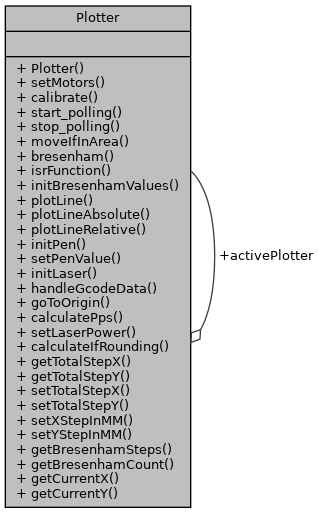 Plotter
+ Plotter()
+ setMotors()
+ calibrate()
+ start_polling()
+ stop_polling()
+ moveIfInArea()
+ bresenham()
+ isrFunction()
+ initBresenhamValues()
+ plotLine()
+ plotLineAbsolute()
+ plotLineRelative()
+ initPen()
+ setPenValue()
+ initLaser()
+ handleGcodeData()
+ goToOrigin()
+ calculatePps()
+ setLaserPower()
+ calculateIfRounding()
+ getTotalStepX()
+ getTotalStepY()
+ setTotalStepX()
+ setTotalStepY()
+ setXStepInMM()
+ setYStepInMM()
+ getBresenhamSteps()
+ getBresenhamCount()
+ getCurrentX()
+ getCurrentY()
+activePlotter